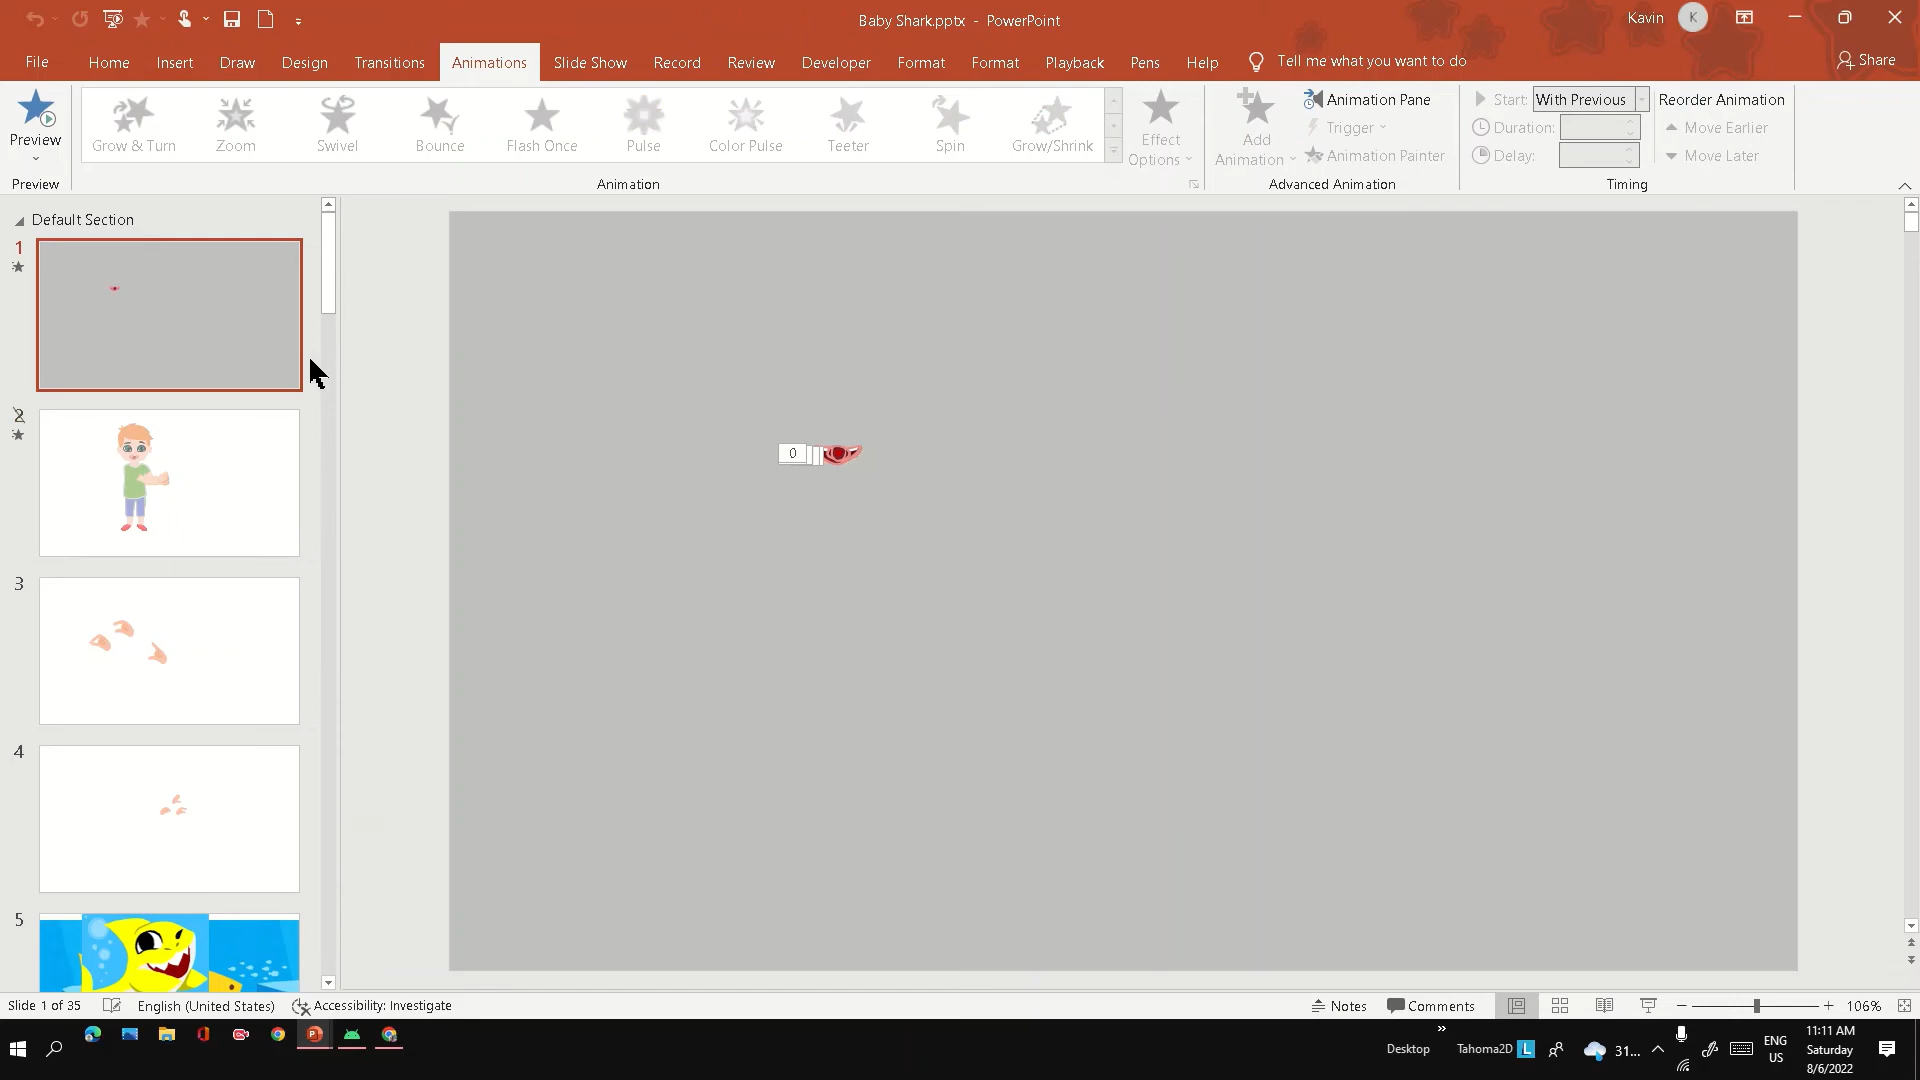 Baby Shark.pptx - PowerPoint
Kavin
K
File
Home
Insert
Draw
Design
Transitions
Animations
Slide Show
Record
Review
Developer
Format
Format
Playback
Pens
Help
Tell me what you want to do
Share
Preview
Grow & Turn
Zoom
Swivel
Bounce
Flash Once
Pulse
Color Pulse
Teeter
Spin
Grow/Shrink
Effect
Options
Add
Animation
Animation Pane
Trigger
Animation Painter
Start: With Previous
Duration:
Delay:
Reorder Animation
Move Earlier
Move Later
Preview
Animation
Advanced Animation
Timing
Default Section
1
2
3
4
5
0
Slide 1 of 35
English (United States)
Accessibility: Investigate
Notes
Comments
106%
Desktop
Tahoma2D
L
31...
ENG
US
11:11 AM
Saturday
8/6/2022